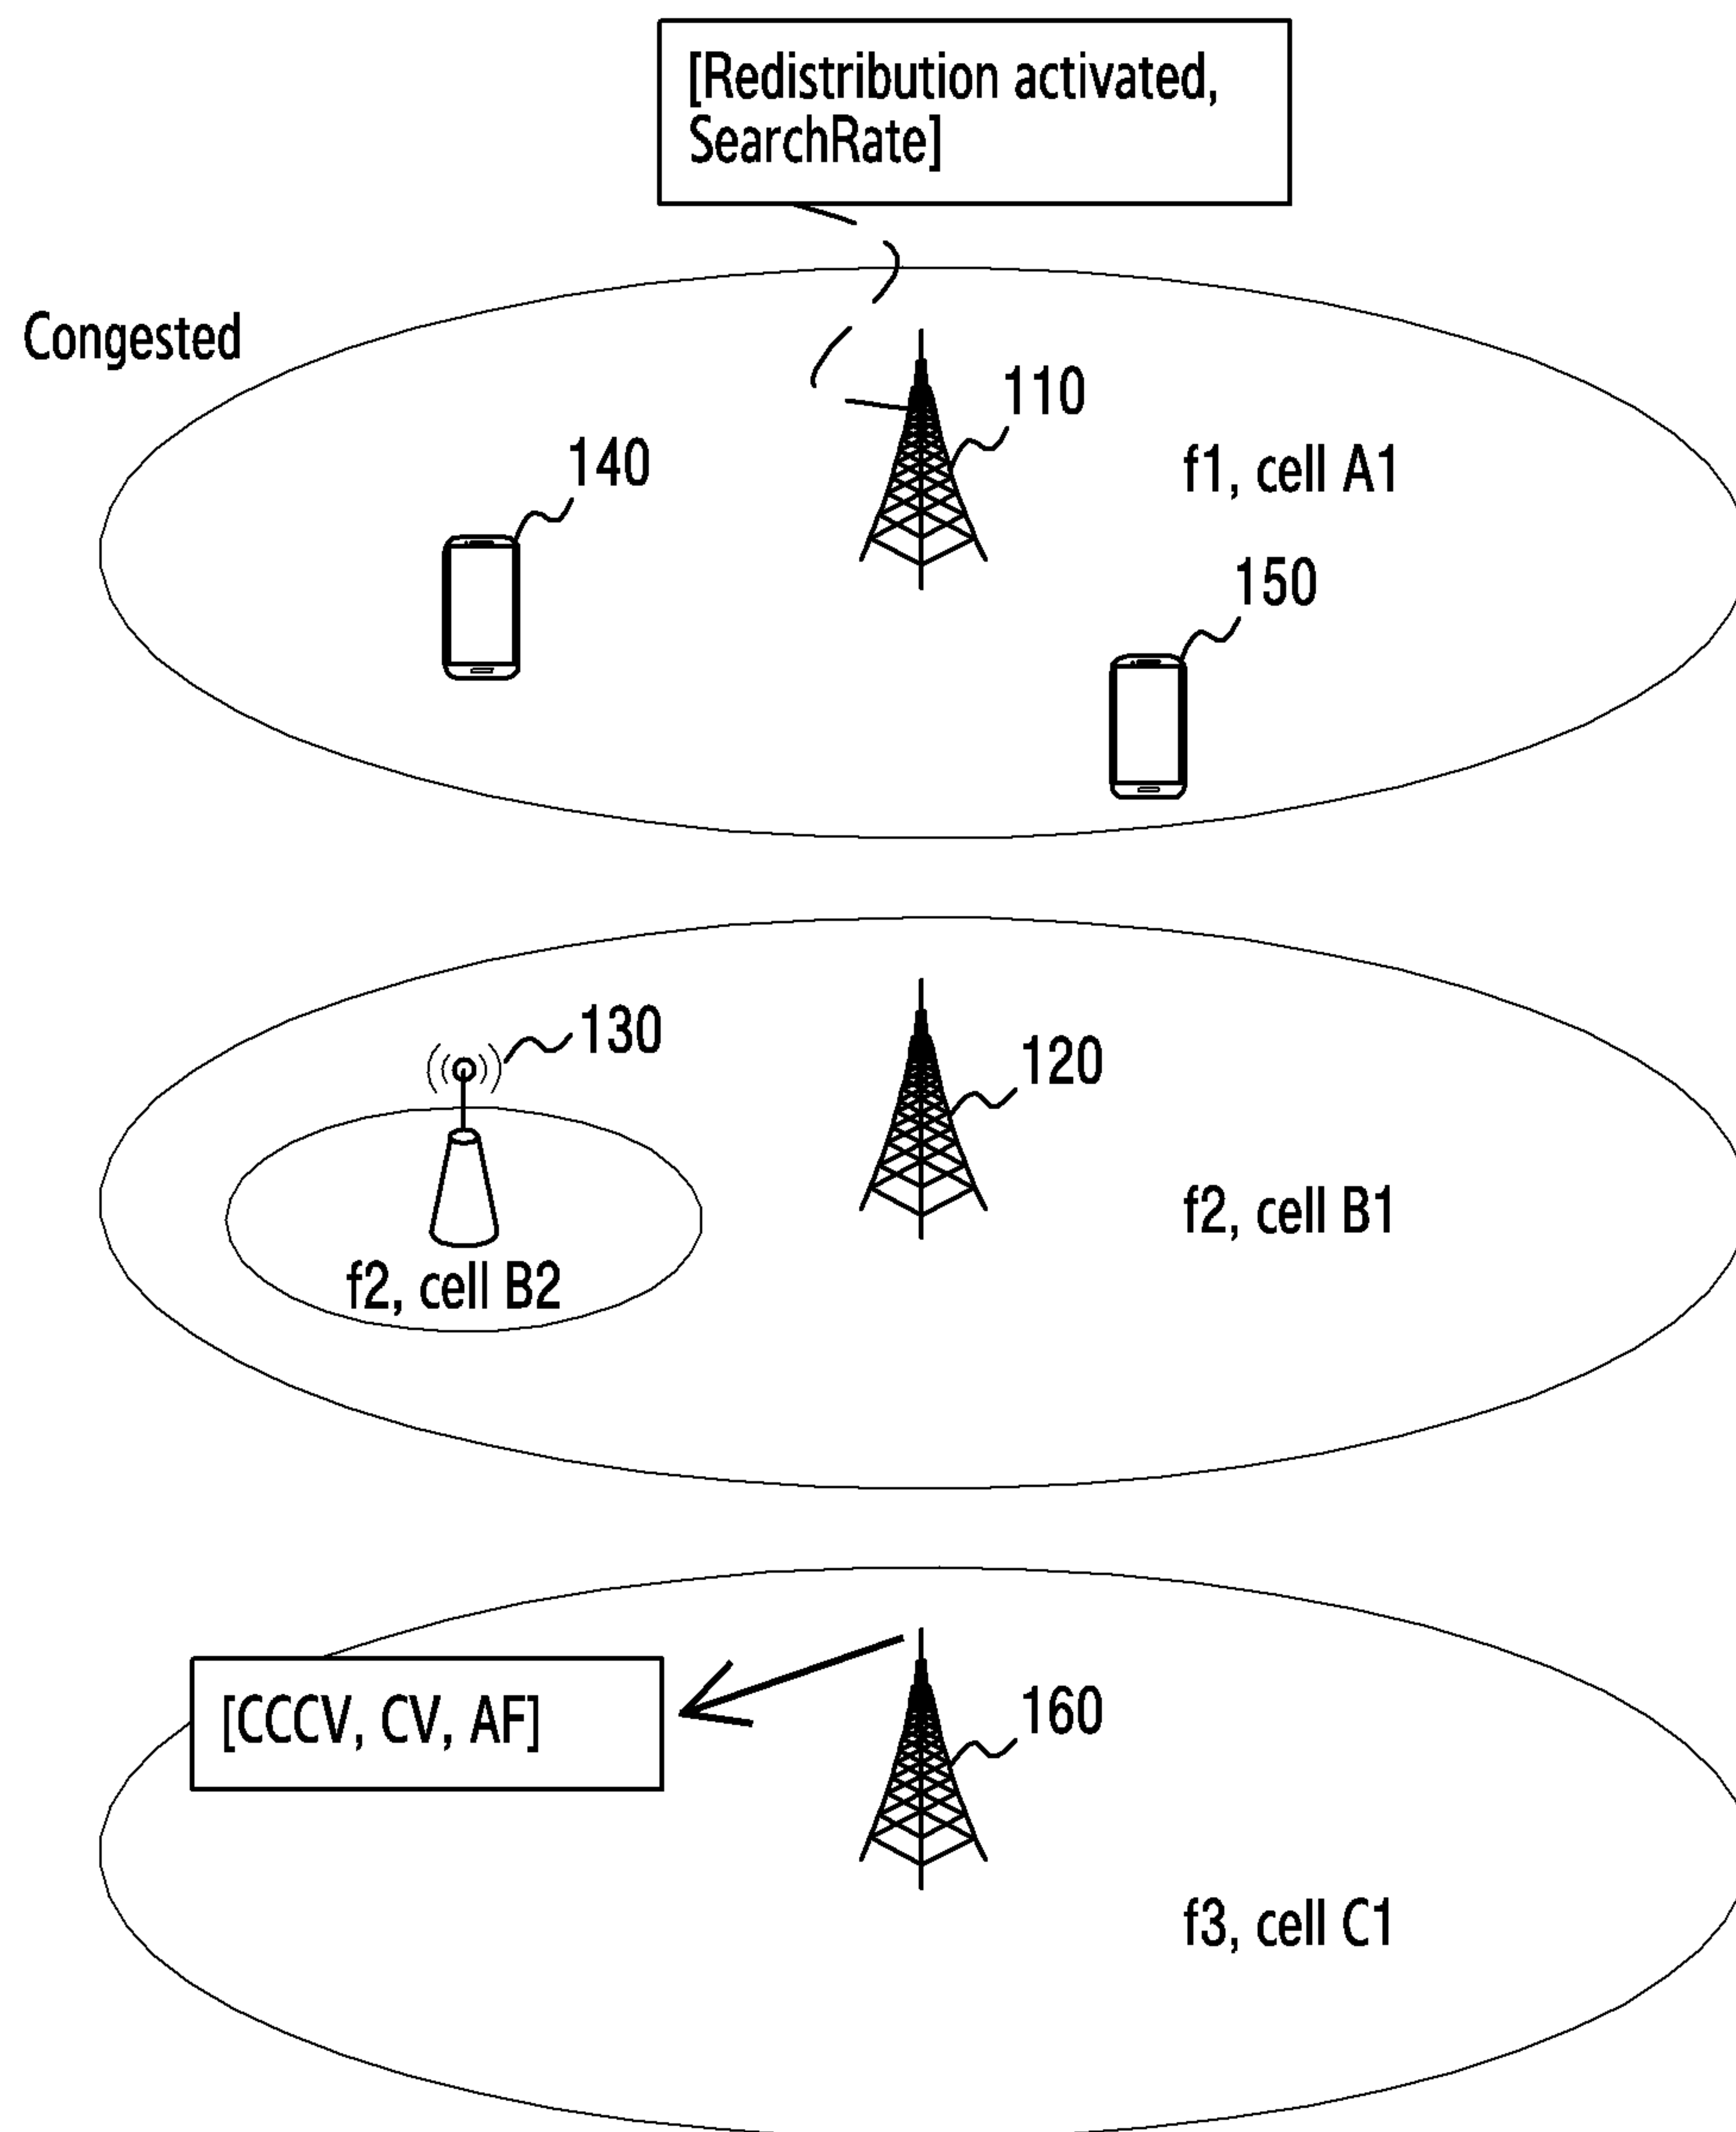 [Redistribution activated,
SearchRate]
Congested
110
140
f1, cell A1
150
130
120
f2, cell B1
f2, cell B2
[CCCV, CV, AF]
160
f3, cell C1